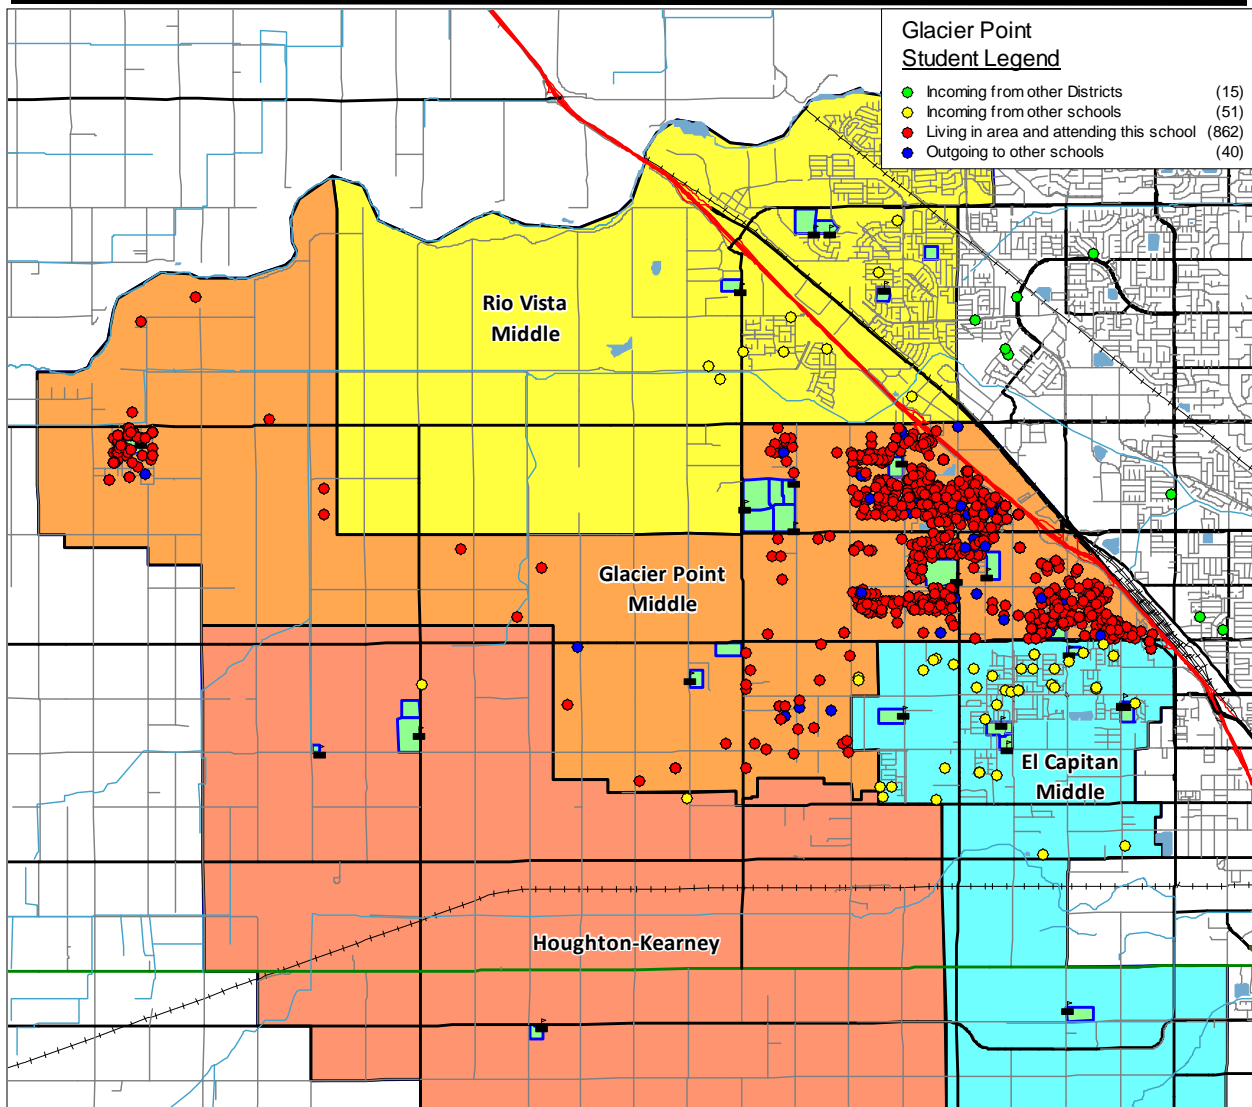 Glacier Point
Student Legend
Incoming from other Districts (15)
Incoming from other schools (51)
Living in area and attending this school (862)
Outgoing to other schools (40)
Rio Vista
Middle
Glacier Point
Middle
El Capitan
Middle
Houghton-Kearney